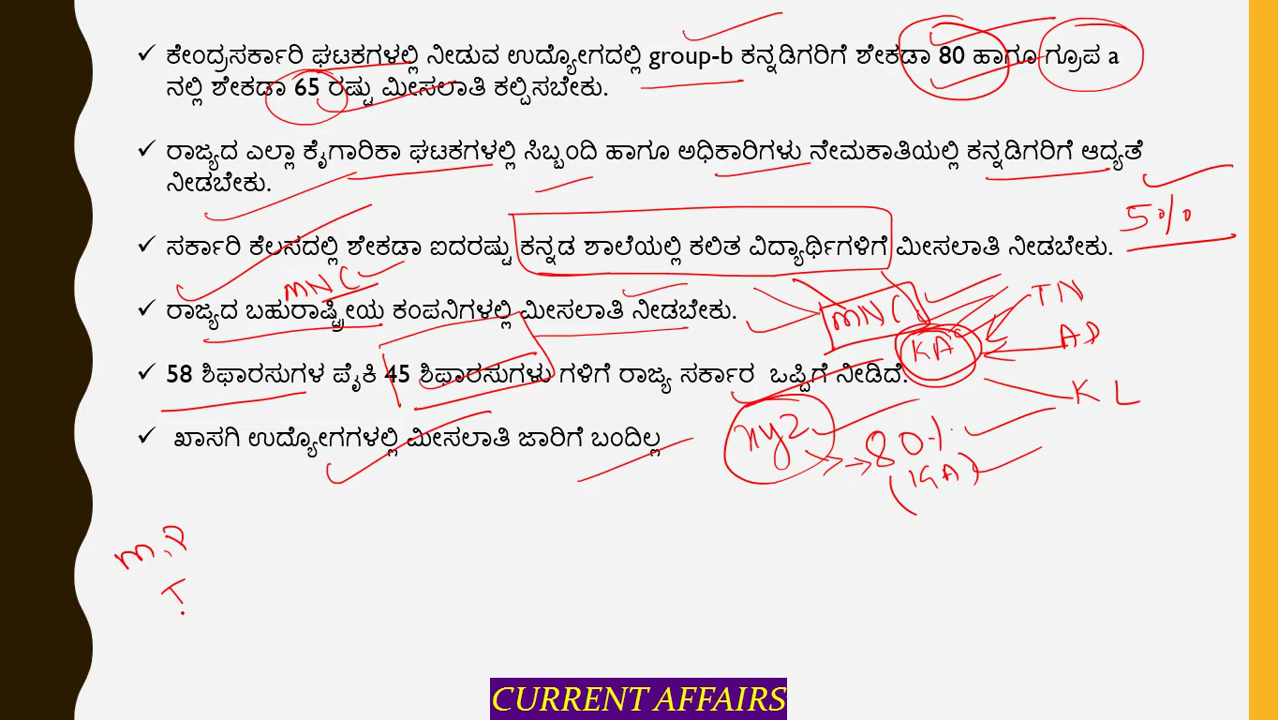 ✓ ಕೇಂದ್ರಸರ್ಕಾರಿ ಘಟಕಗಳಲ್ಲಿ ನೀಡುವ ಉದ್ಯೋಗದಲ್ಲಿ group-b ಕನ್ನಡಿಗರಿಗೆ ಶೇಕಡಾ 80 ಹಾಗೂ ಗ್ರೂಪ a
ನಲ್ಲಿ ಶೇಕಡಾ 65 ರಷ್ಟು ಮೀಸಲಾತಿ ಕಲ್ಪಿಸಬೇಕು.
✓ ರಾಜ್ಯದ ಎಲ್ಲಾ ಕೈಗಾರಿಕಾ ಘಟಕಗಳಲ್ಲಿ ಸಿಬ್ಬಂದಿ ಹಾಗೂ ಅಧಿಕಾರಿಗಳು ನೇಮಕಾತಿಯಲ್ಲಿ ಕನ್ನಡಿಗರಿಗೆ ಆದ್ಯತೆ
ನೀಡಬೇಕು.
5%
✓ ಸರ್ಕಾರಿ ಕೆಲಸದಲ್ಲಿ ಶೇಕಡಾ ಐದರಷ್ಟು ಕನ್ನಡ ಶಾಲೆಯಲ್ಲಿ ಕಲಿತ ವಿದ್ಯಾರ್ಥಿಗಳಿಗೆ ಮೀಸಲಾತಿ ನೀಡಬೇಕು.
MNC
✓ ರಾಜ್ಯದ ಬಹುರಾಷ್ಟ್ರೀಯ ಕಂಪನಿಗಳಲ್ಲಿ ಮೀಸಲಾತಿ ನೀಡಬೇಕು. MNC TN
KA AP
✓ 58 ಶಿಫಾರಸುಗಳ ಪೈಕಿ 45 ಶಿಫಾರಸುಗಳು ಗಳಿಗೆ ರಾಜ್ಯ ಸರ್ಕಾರ ಒಪ್ಪಿಗೆ ನೀಡಿದೆ. KL
✓ ಖಾಸಗಿ ಉದ್ಯೋಗಗಳಲ್ಲಿ ಮೀಸಲಾತಿ ಜಾರಿಗೆ ಬಂದಿಲ್ಲ xyz 80%
(KA)
M.P
T
CURRENT AFFAIRS